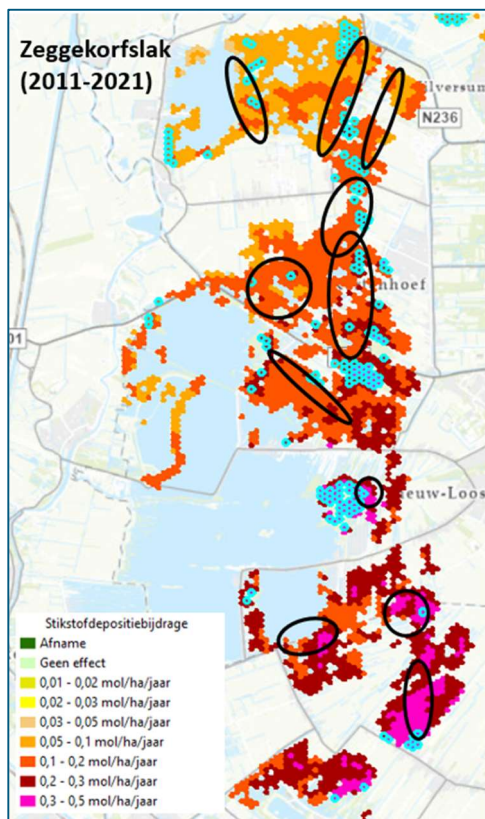 Zeggekorfslak
(2011-2021)
ilversum
N236
nhoef
01
euw-Loos
Stikstofdepositiebijdrage
Afname
Geen effect
0,01 - 0,02 mol/ha/jaar
0,02 - 0,03 mol/ha/jaar
0,03 - 0,05 mol/ha/jaar
0,05 - 0,1 mol/ha/jaar
0,1 - 0,2 mol/ha/jaar
0,2 - 0,3 mol/ha/jaar
0,3 - 0,5 mol/ha/jaar